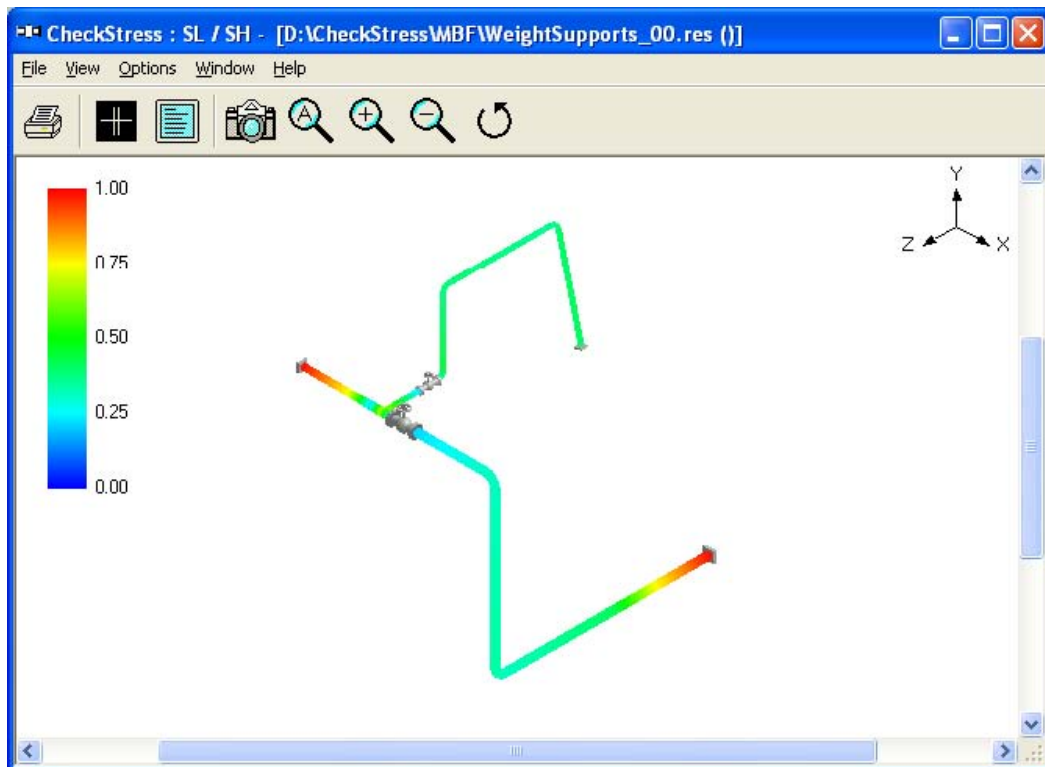 CheckStress : SL / SH - [D:\CheckStress\MBF\WeightSupports_00.res ()]
File View Options Window Help
A + −
1.00
0.75
0.50
0.25
0.00
Y
Z X